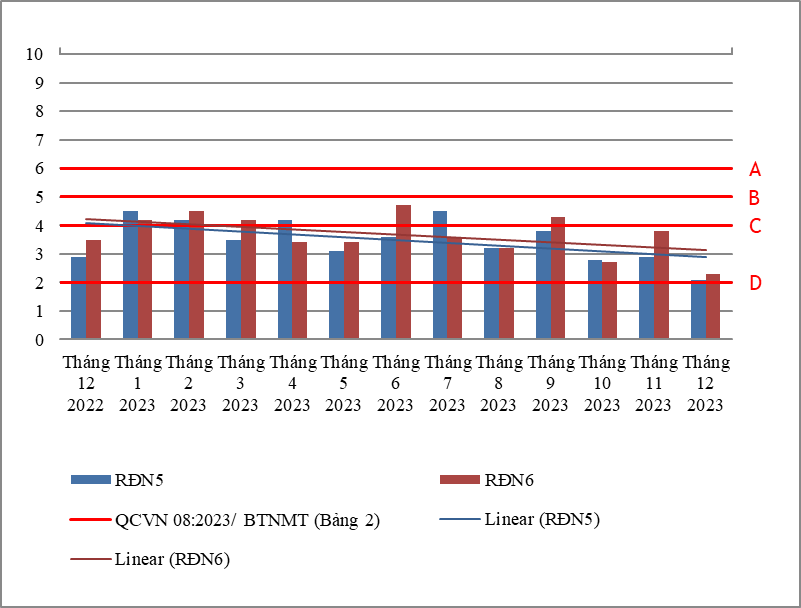 10
9
8
7
6
A
5
B
4
C
3
2
D
1
0
Tháng 12 2022
Tháng 1 2023
Tháng 2 2023
Tháng 3 2023
Tháng 4 2023
Tháng 5 2023
Tháng 6 2023
Tháng 7 2023
Tháng 8 2023
Tháng 9 2023
Tháng 10 2023
Tháng 11 2023
Tháng 12 2023
RĐN5
RĐN6
QCVN 08:2023/ BTNMT (Bảng 2)
Linear (RĐN5)
Linear (RĐN6)